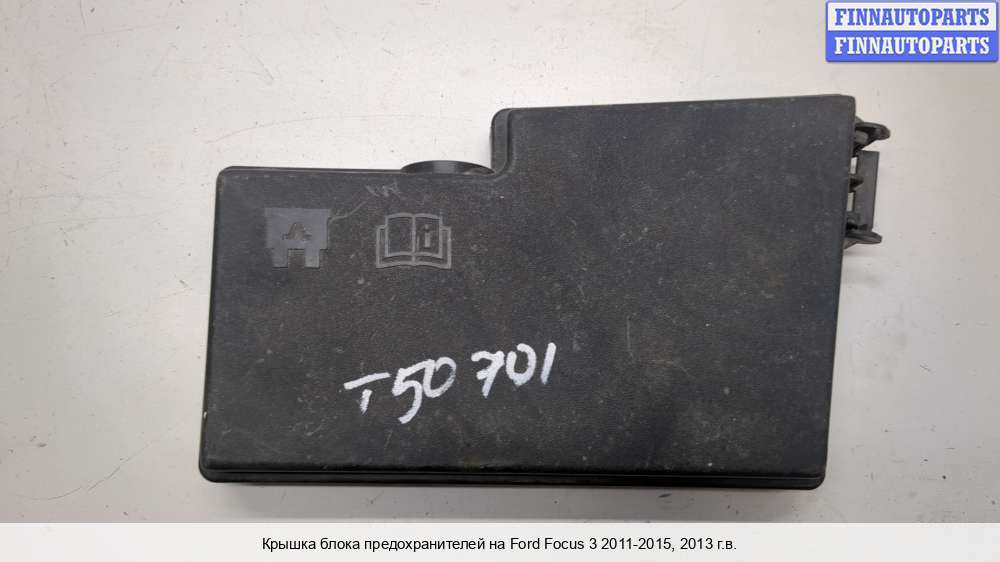 FINNAUTOPARTS
FINNAUTOPARTS
i
T50 701
Крышка блока предохранителей на Ford Focus 3 2011-2015, 2013 г.в.